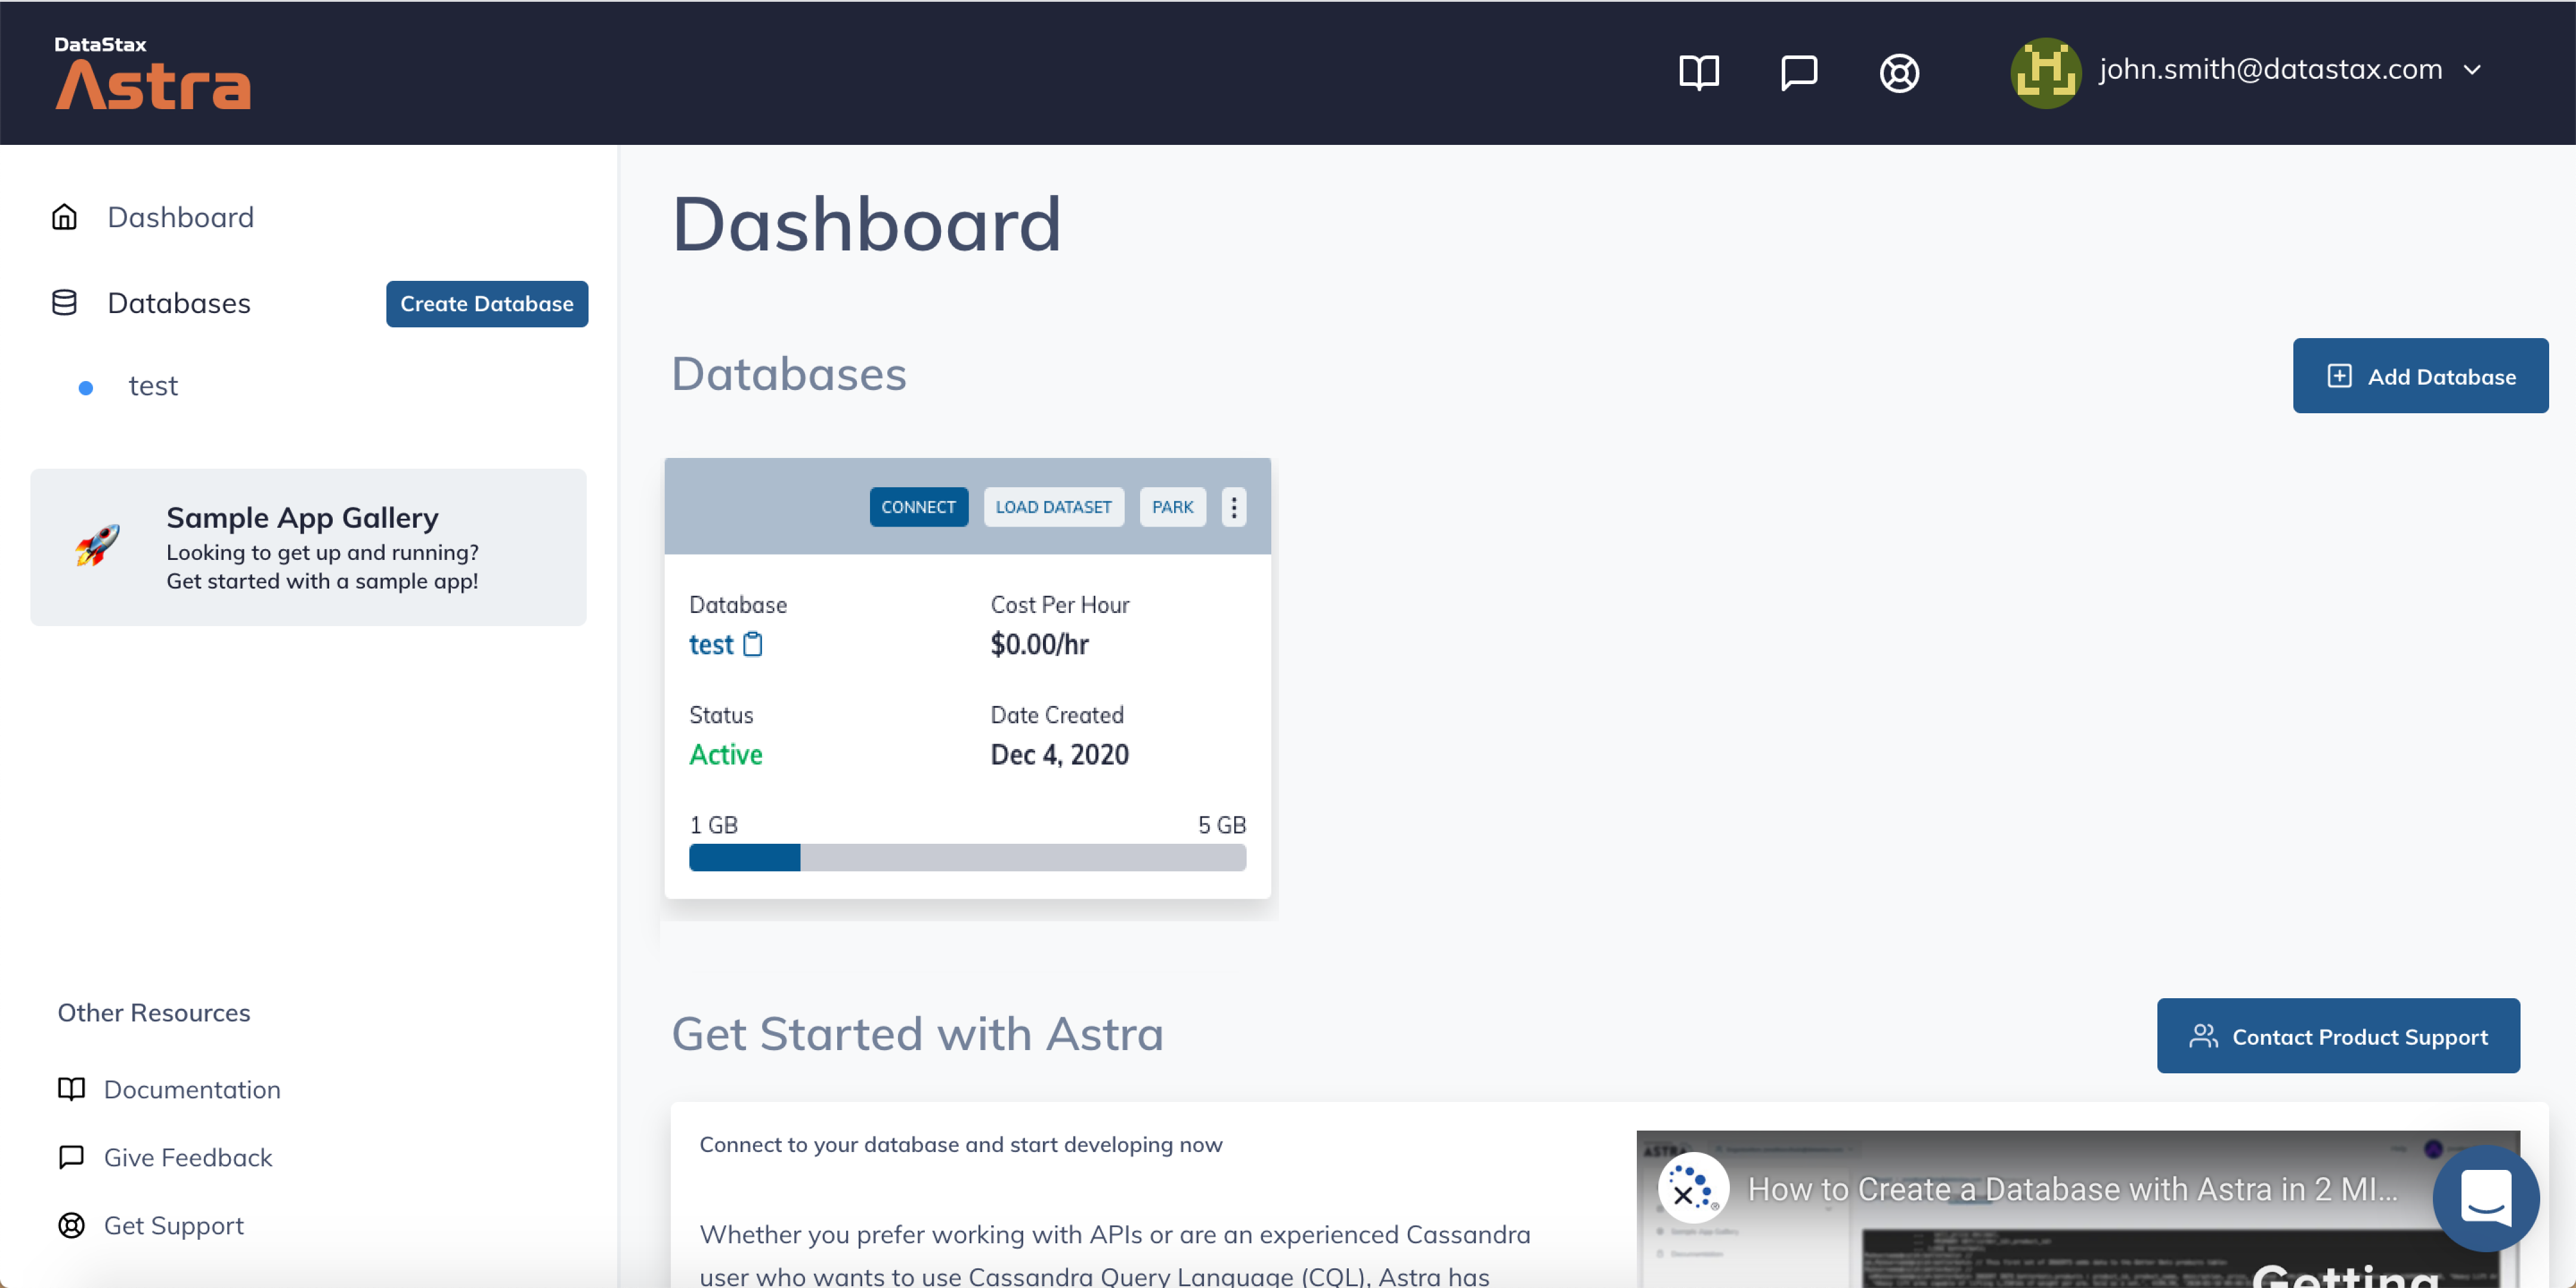 DataStax
Astra
john.smith@datastax.com
Dashboard
Databases
Create Database
test
Sample App Gallery
Looking to get up and running?
Get started with a sample app!
Other Resources
Documentation
Give Feedback
Get Support
Dashboard
Databases
Add Database
CONNECT LOAD DATASET PARK
Database Cost Per Hour
test $0.00/hr
Status Date Created
Active Dec 4, 2020
1 GB 5 GB
Get Started with Astra
Contact Product Support
Connect to your database and start developing now
Whether you prefer working with APIs or are an experienced Cassandra
user who wants to use Cassandra Query Language (CQL), Astra has
How to Create a Database with Astra in 2 MI...
Getting